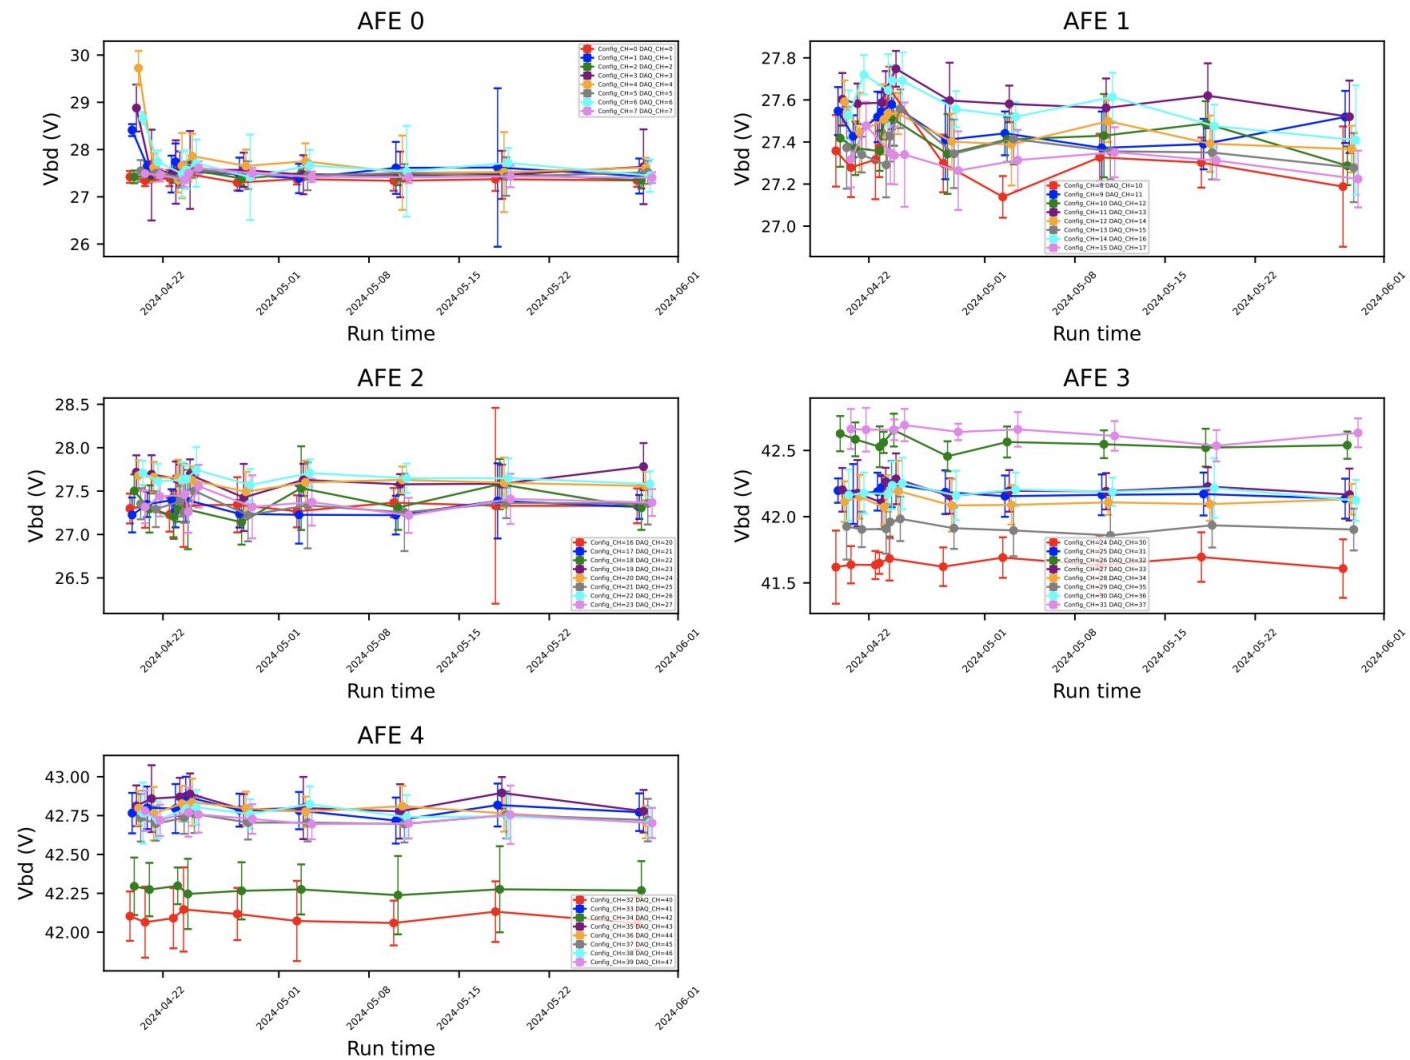 AFE 0
Vbd (V)
30
29
28
27
26
Config_CH=0 DAQ_CH=0
Config_CH=1 DAQ_CH=1
Config_CH=2 DAQ_CH=2
Config_CH=3 DAQ_CH=3
Config_CH=4 DAQ_CH=4
Config_CH=5 DAQ_CH=5
Config_CH=6 DAQ_CH=6
Config_CH=7 DAQ_CH=7
2024-04-22
2024-05-01
2024-05-08
2024-05-15
2024-05-22
2024-06-01
Run time
AFE 1
Vbd (V)
27.8
27.6
27.4
27.2
27.0
Config_CH=8 DAQ_CH=10
Config_CH=9 DAQ_CH=11
Config_CH=10 DAQ_CH=12
Config_CH=11 DAQ_CH=13
Config_CH=12 DAQ_CH=14
Config_CH=13 DAQ_CH=15
Config_CH=14 DAQ_CH=16
Config_CH=15 DAQ_CH=17
2024-04-22
2024-05-01
2024-05-08
2024-05-15
2024-05-22
2024-06-01
Run time
AFE 2
Vbd (V)
28.5
28.0
27.5
27.0
26.5
Config_CH=16 DAQ_CH=20
Config_CH=17 DAQ_CH=21
Config_CH=18 DAQ_CH=22
Config_CH=19 DAQ_CH=23
Config_CH=20 DAQ_CH=24
Config_CH=21 DAQ_CH=25
Config_CH=22 DAQ_CH=26
Config_CH=23 DAQ_CH=27
2024-04-22
2024-05-01
2024-05-08
2024-05-15
2024-05-22
2024-06-01
Run time
AFE 3
Vbd (V)
42.5
42.0
41.5
Config_CH=24 DAQ_CH=30
Config_CH=25 DAQ_CH=31
Config_CH=26 DAQ_CH=32
Config_CH=27 DAQ_CH=33
Config_CH=28 DAQ_CH=34
Config_CH=29 DAQ_CH=35
Config_CH=30 DAQ_CH=36
Config_CH=31 DAQ_CH=37
2024-04-22
2024-05-01
2024-05-08
2024-05-15
2024-05-22
2024-06-01
Run time
AFE 4
Vbd (V)
43.00
42.75
42.50
42.25
42.00
Config_CH=32 DAQ_CH=40
Config_CH=33 DAQ_CH=41
Config_CH=34 DAQ_CH=42
Config_CH=35 DAQ_CH=43
Config_CH=36 DAQ_CH=44
Config_CH=37 DAQ_CH=45
Config_CH=38 DAQ_CH=46
Config_CH=39 DAQ_CH=47
2024-04-22
2024-05-01
2024-05-08
2024-05-15
2024-05-22
2024-06-01
Run time